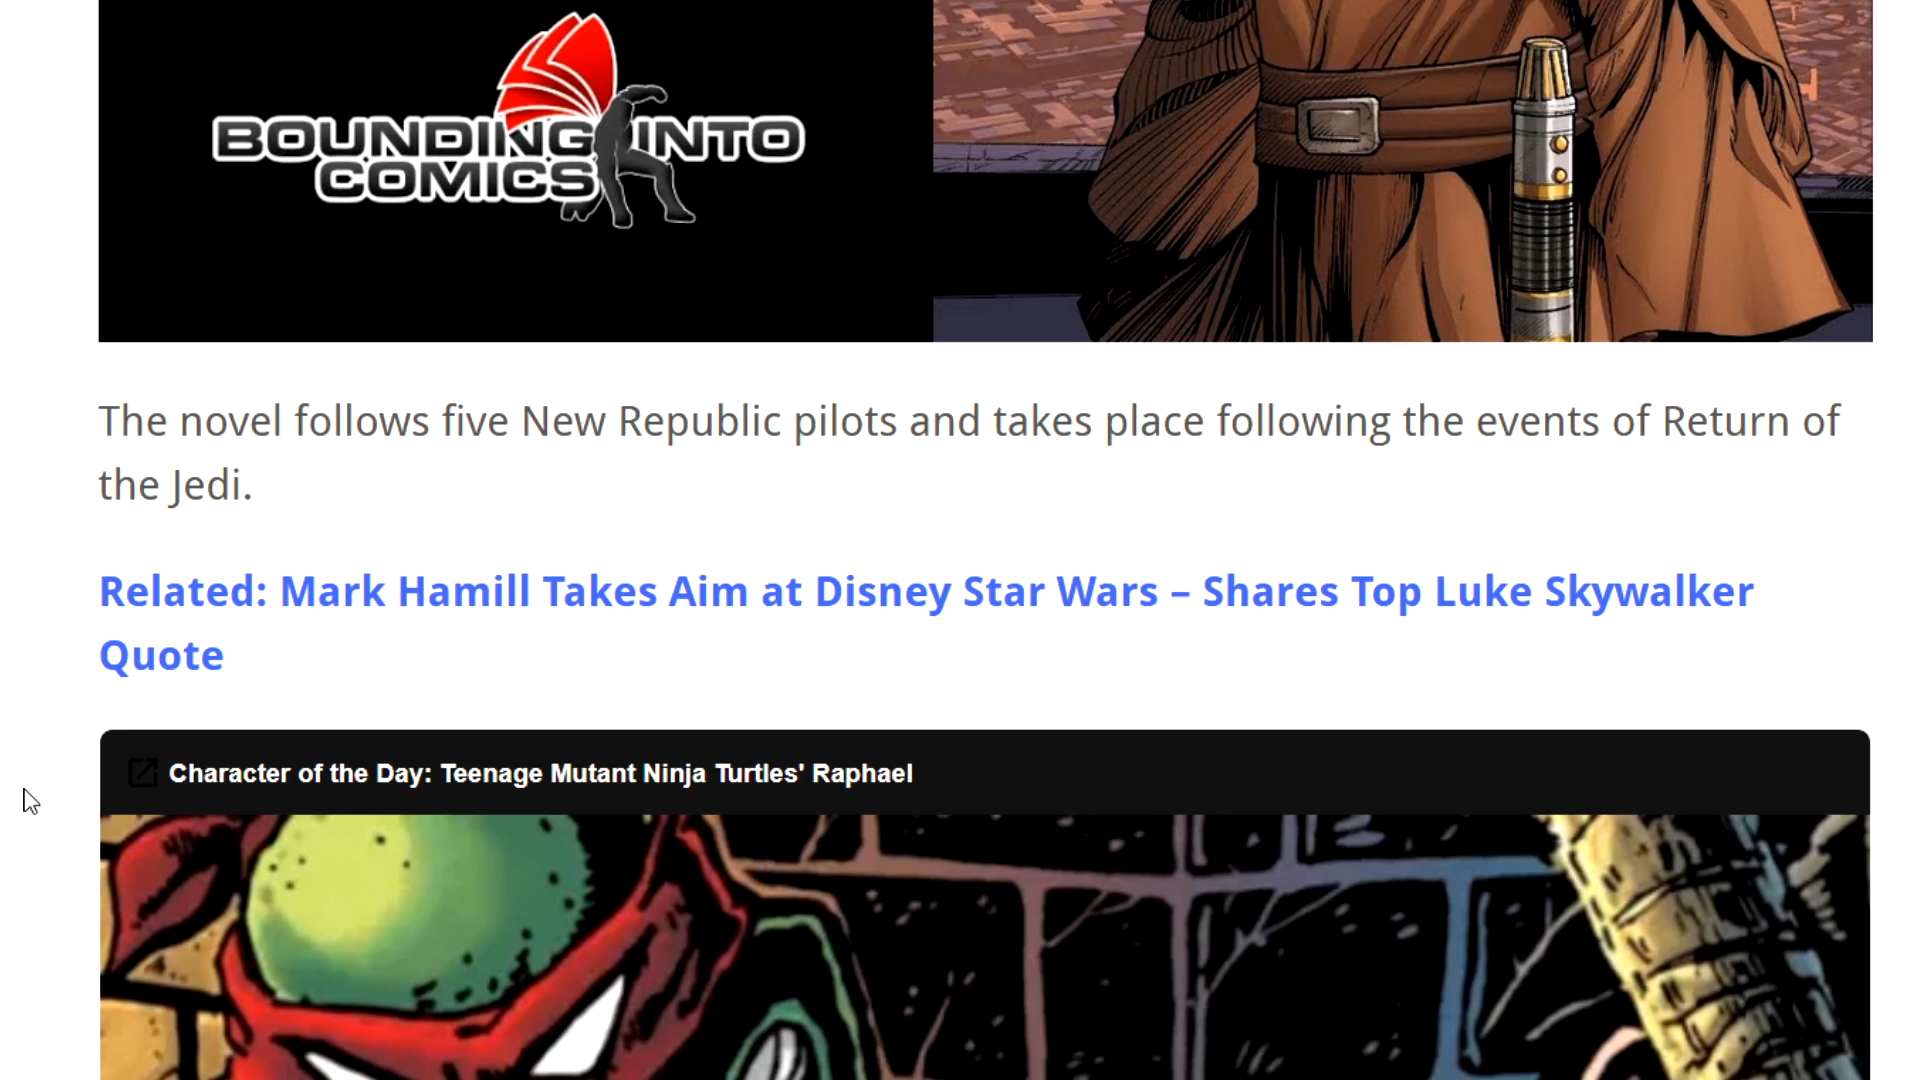 BOUNDING INTO
COMICS
The novel follows five New Republic pilots and takes place following the events of Return of
the Jedi.
Related: Mark Hamill Takes Aim at Disney Star Wars – Shares Top Luke Skywalker
Quote
Character of the Day: Teenage Mutant Ninja Turtles' Raphael